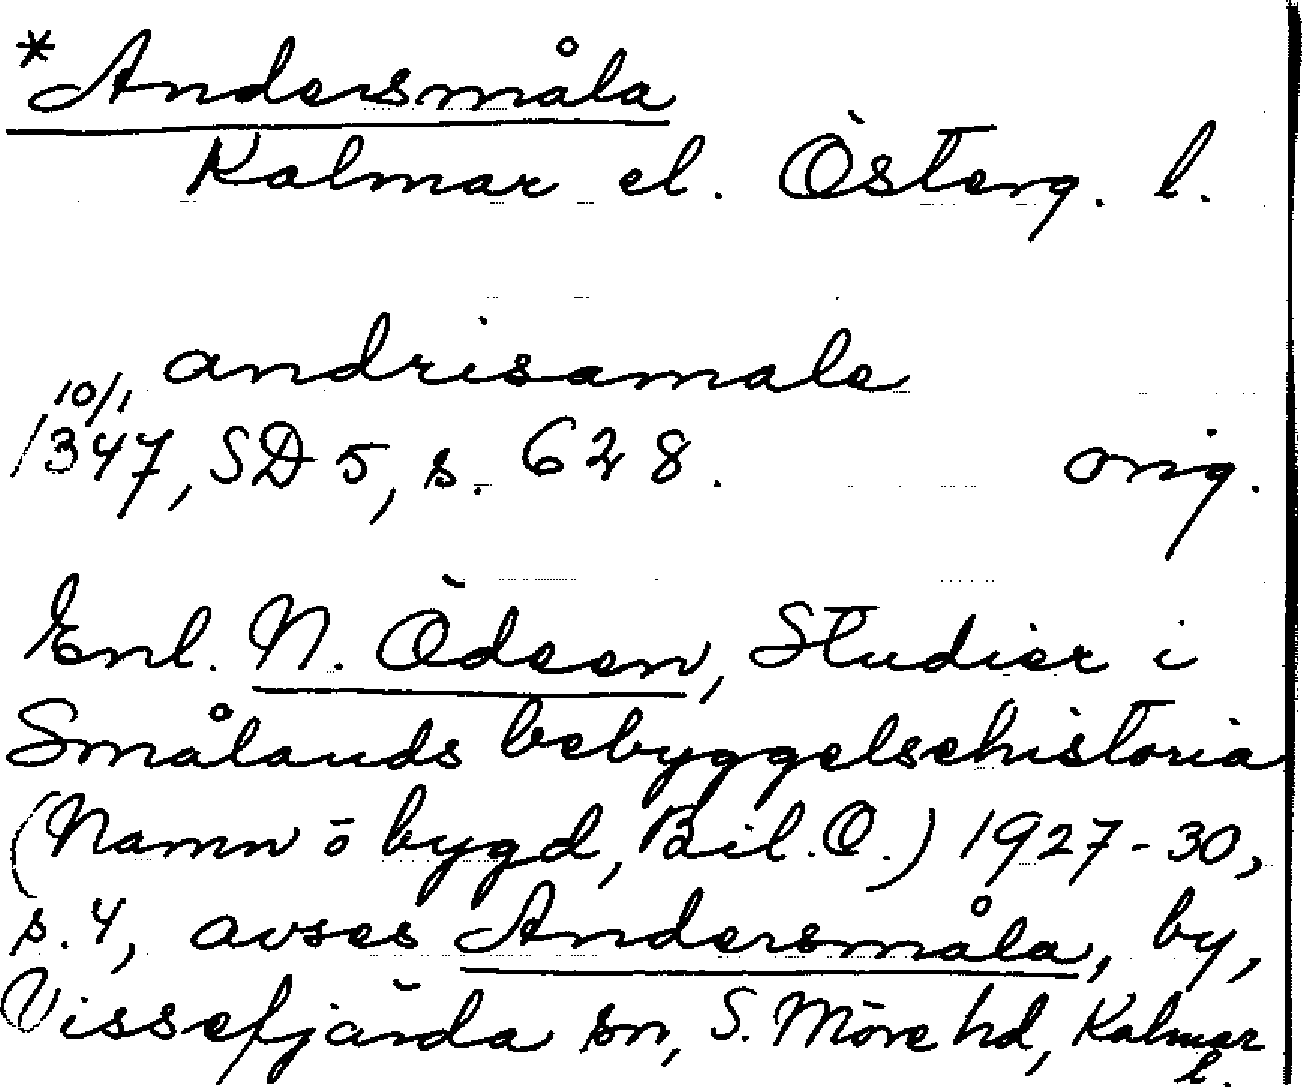 *Andersmåla
Kalmar el. Österg. l.
andrisamale
10/1
1347, SD 5, s. 628. orig.
Enl. N. Ödeen, Studier i
Smålands bebyggelsehistoria
(Namn o bygd, Bil. O.) 1927-30,
s. 4, avses Andersmåla, by,
Vissefjärda sn, S. Möre hd, Kalmar
l.